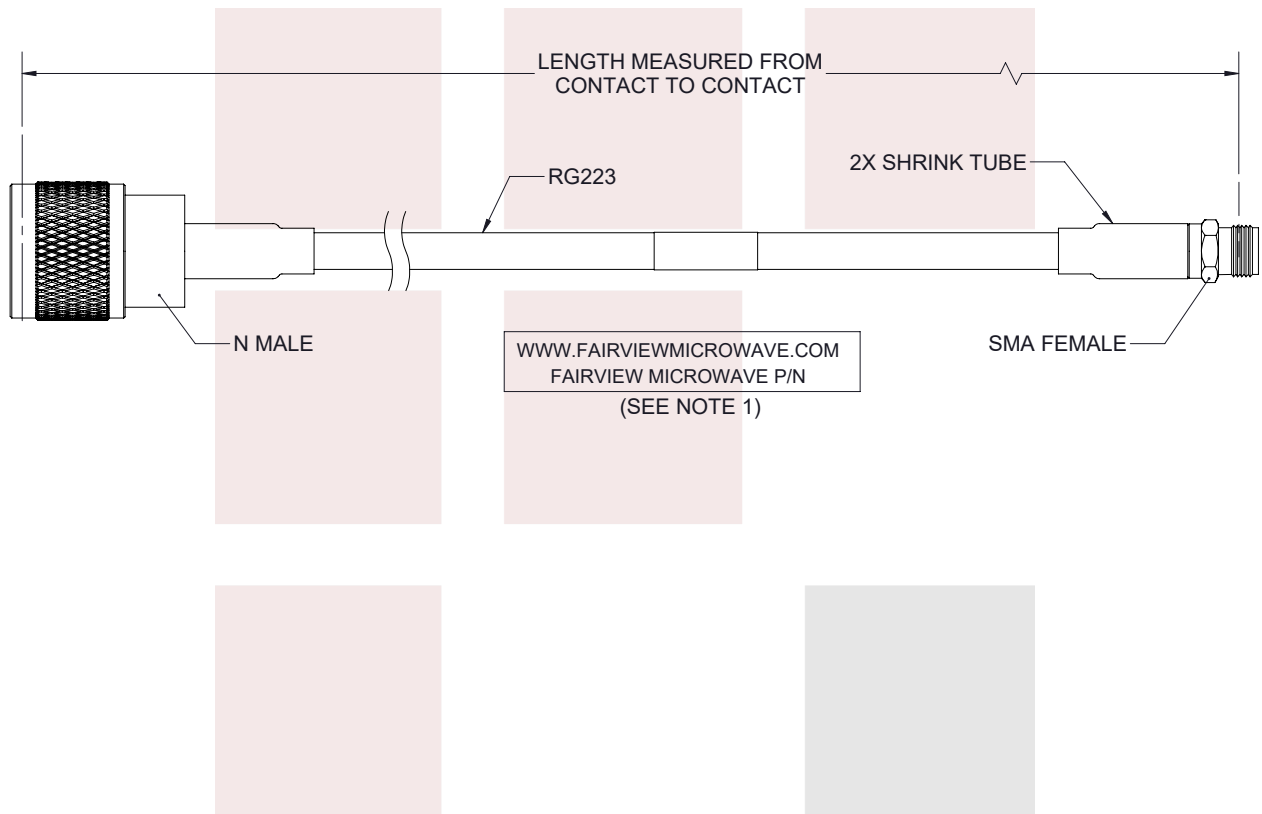 LENGTH MEASURED FROM
CONTACT TO CONTACT
2X SHRINK TUBE
RG223
N MALE
WWW.FAIRVIEWMICROWAVE.COM
FAIRVIEW MICROWAVE P/N
(SEE NOTE 1)
SMA FEMALE